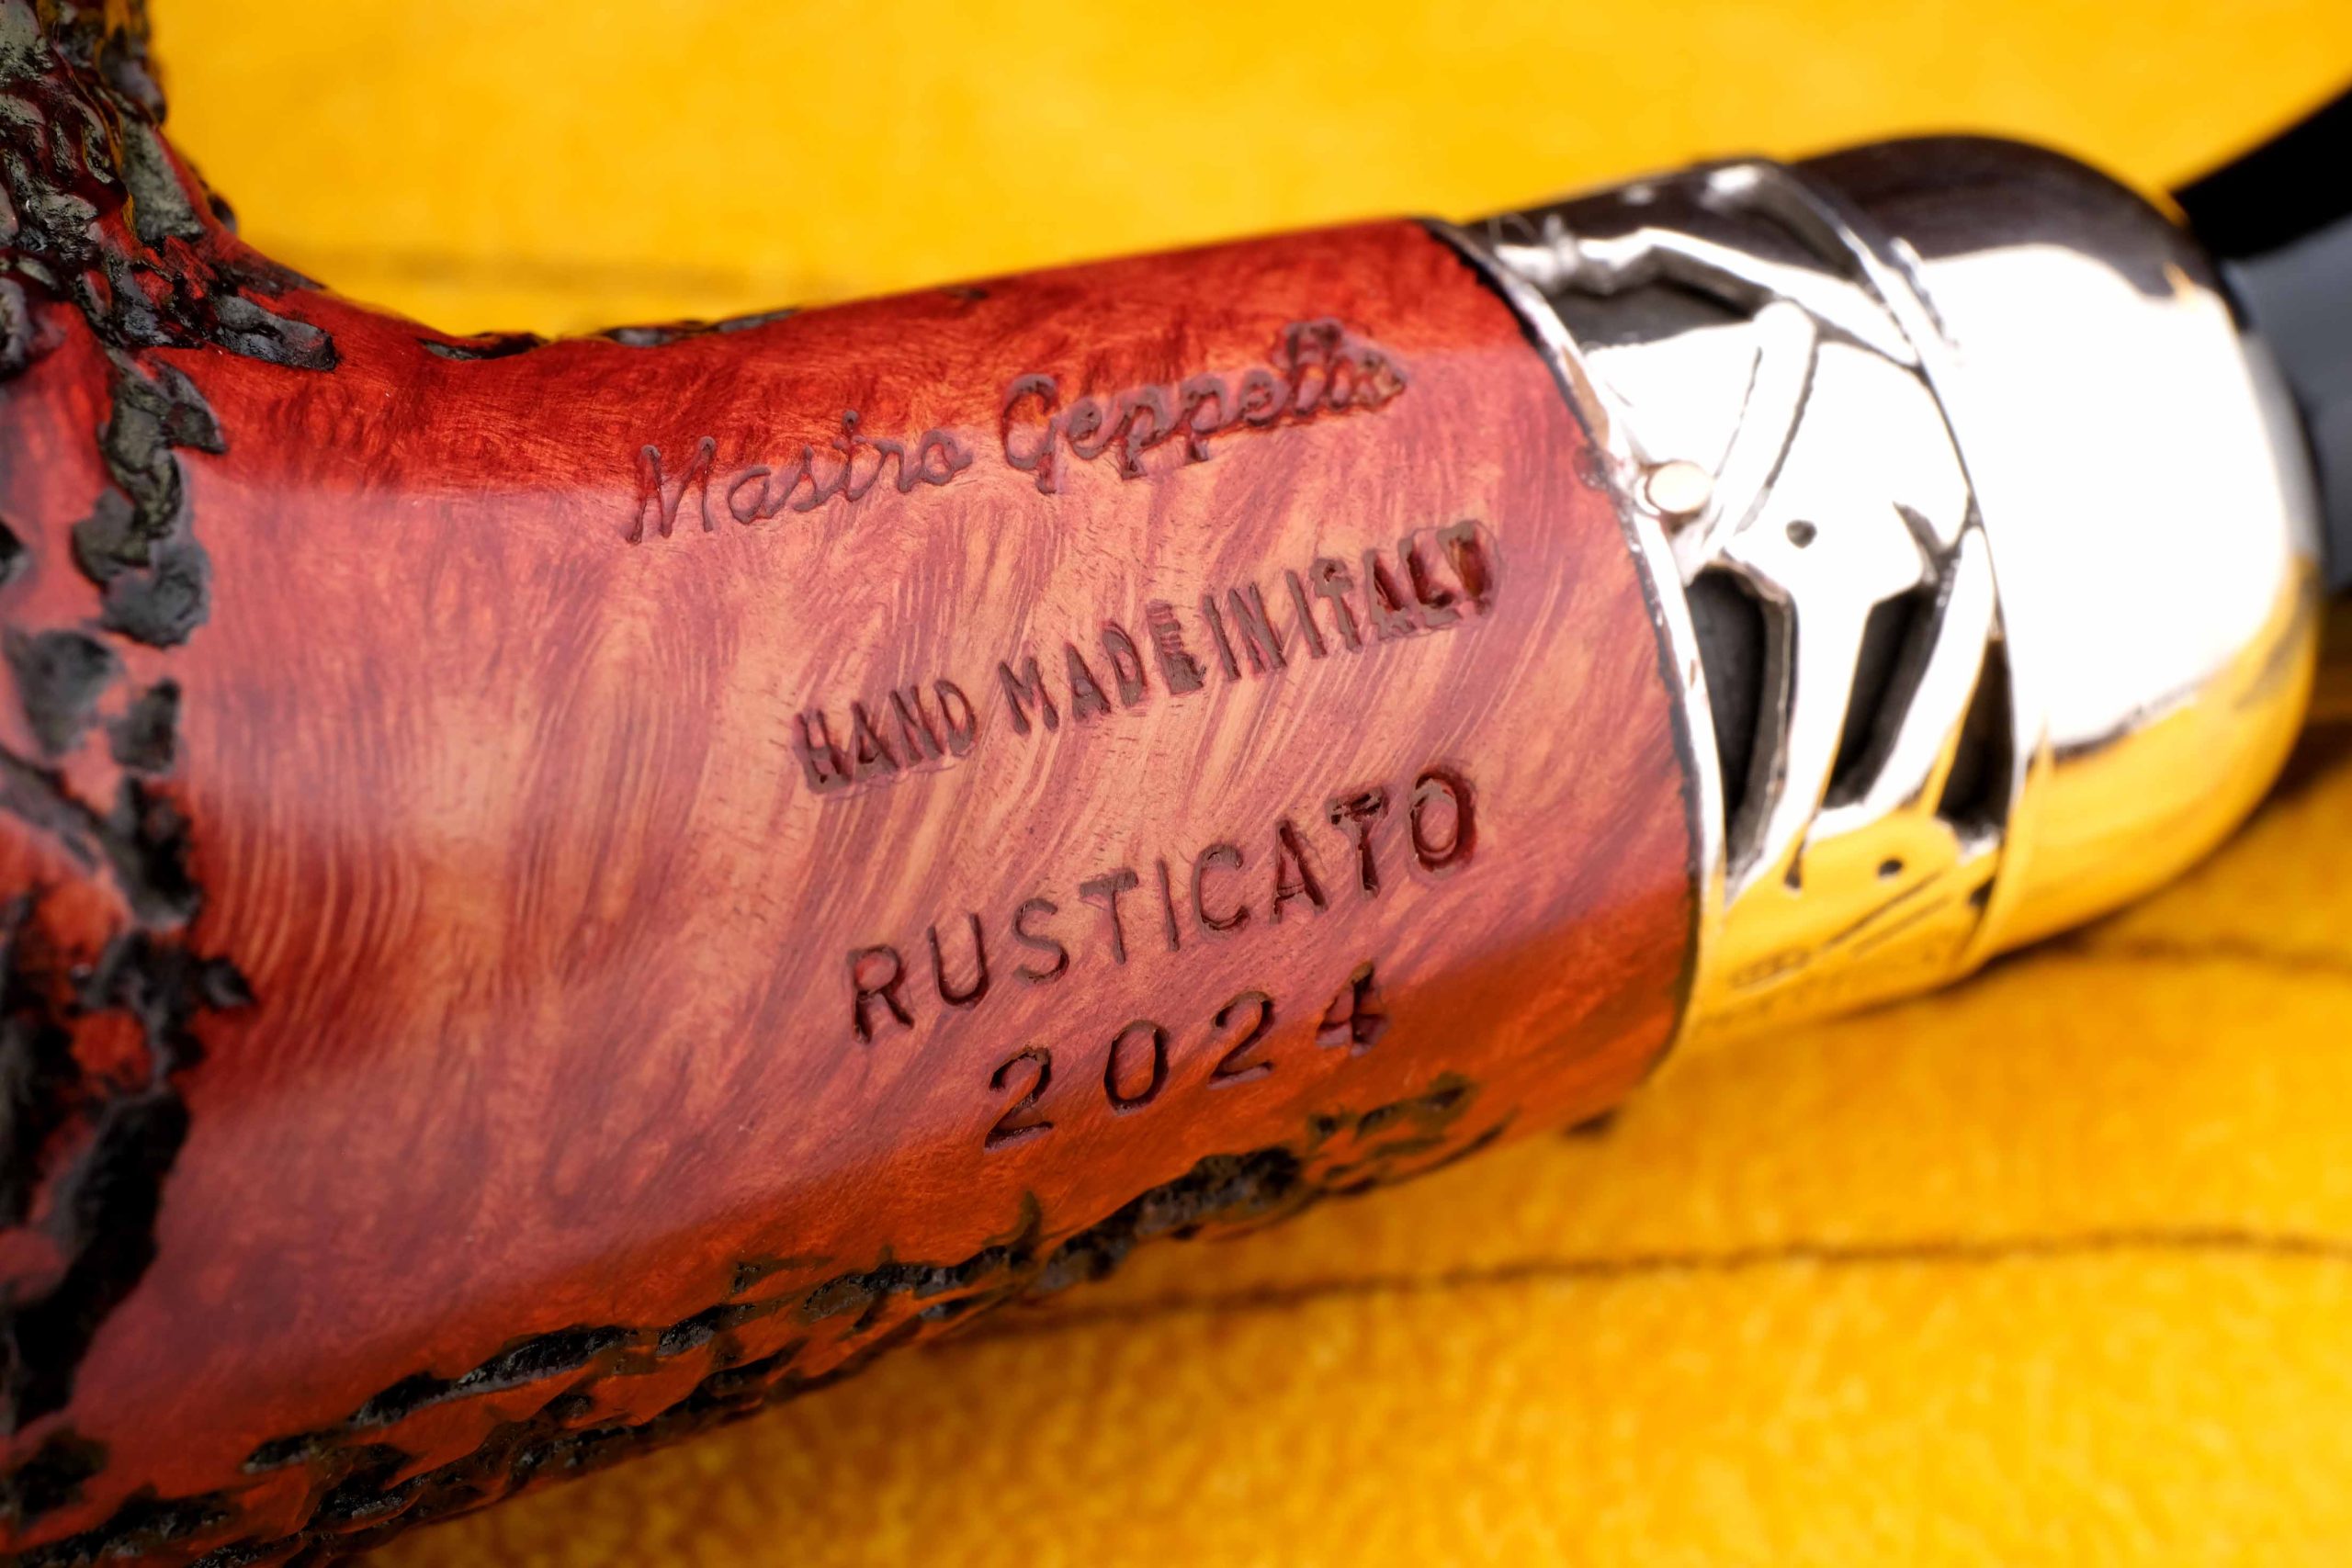 Mastro Geppetto
HAND MADE IN ITALY
RUSTICATO
2024